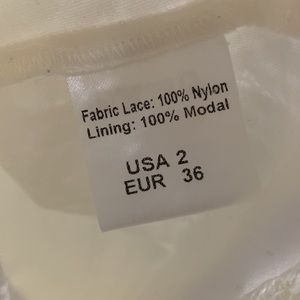 Fabric Lace: 100% Nylon
Lining: 100% Modal
USA 2
EUR 36